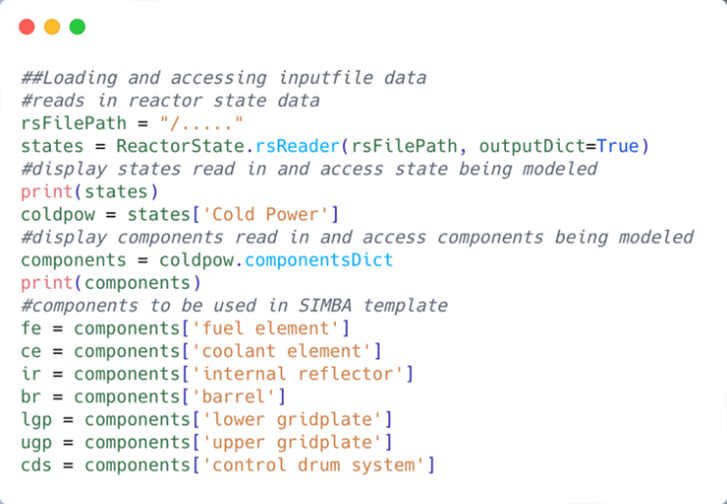 ##Loading and accessing inputfile data
#reads in reactor state data
rsFilePath = "/....."
states = ReactorState.rsReader(rsFilePath, outputDict=True)
#display states read in and access state being modeled
print(states)
coldpow = states['Cold Power']
#display components read in and access components being modeled
components = coldpow.componentsDict
print(components)
#components to be used in SIMBA template
fe = components['fuel element']
ce = components['coolant element']
ir = components['internal reflector']
br = components['barrel']
lgp = components['lower gridplate']
ugp = components['upper gridplate']
cds = components['control drum system']